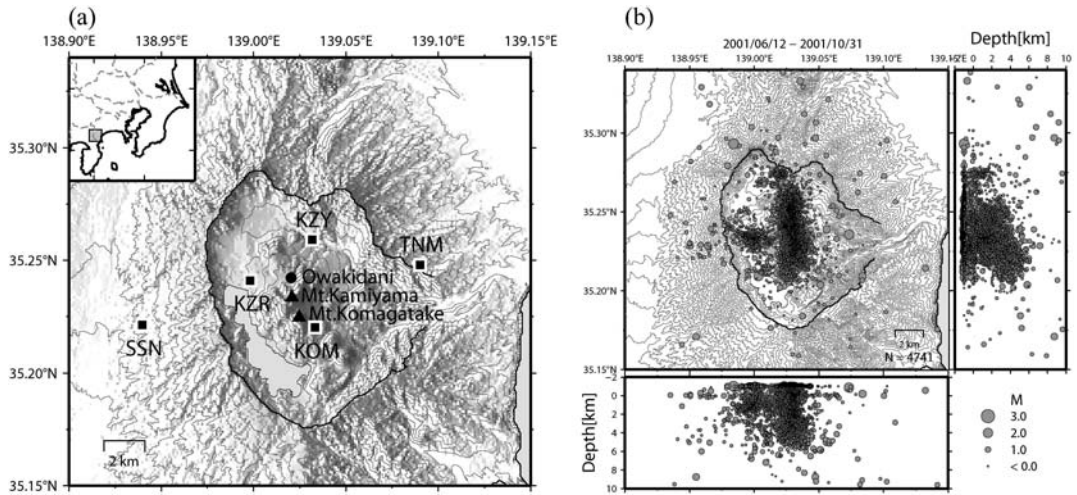 (a)
138.90°E 138.95°E 139.00°E 139.05°E 139.10°E 139.15°E
35.30°N
35.25°N
35.20°N
35.15°N
KZY
TNM
Owakidani
KZR
Mt.Kamiyama
Mt.Komagatake
SSN
KOM
2 km
(b)
2001/06/12 – 2001/10/31
138.90°E 138.95°E 139.00°E 139.05°E 139.10°E
Depth[km]
0 2 4 6 8 10
35.30°N
35.25°N
35.20°N
35.15°N
2 km
N = 4741
Depth[km]
−2
0
2
4
6
8
10
M
3.0
2.0
1.0
< 0.0